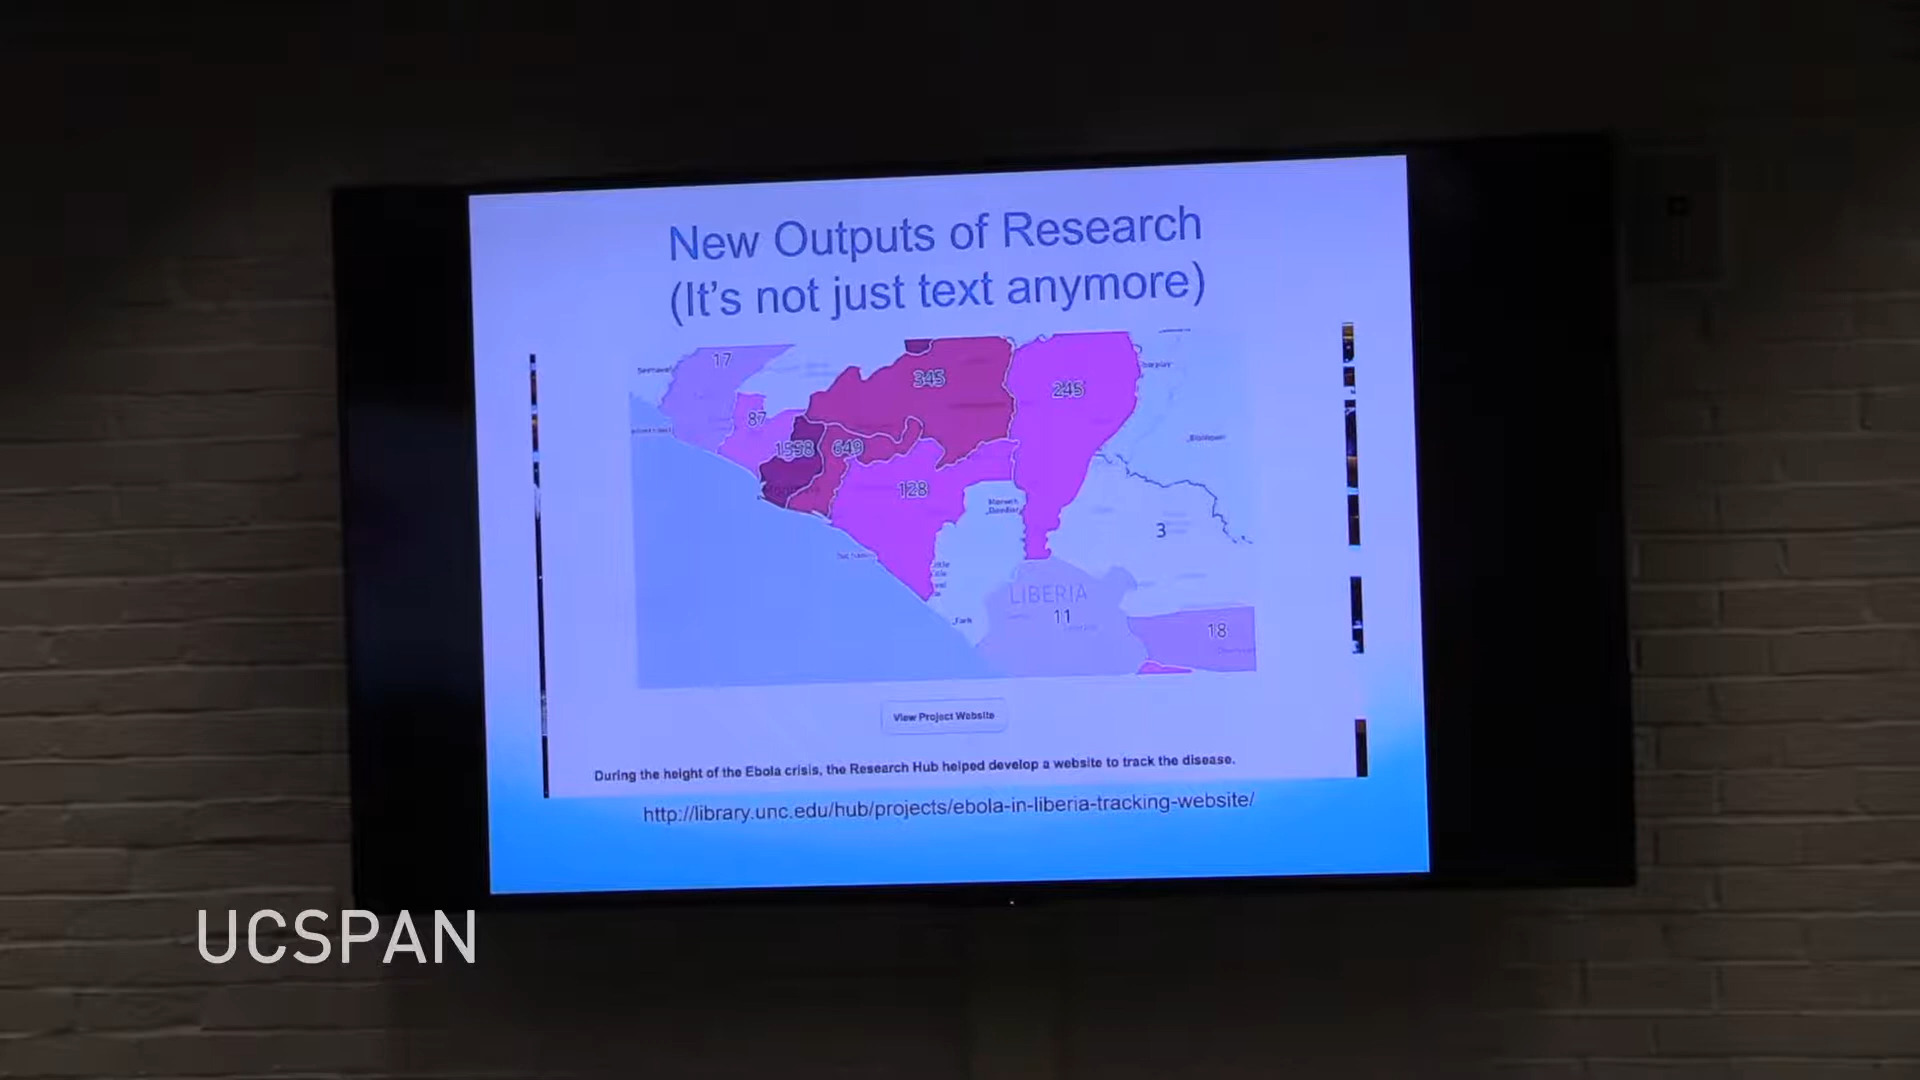 New Outputs of Research
(It's not just text anymore)
17
345
245
87
1558
649
128
3
LIBERIA
11
18
View Project Website
During the height of the Ebola crisis, the Research Hub helped develop a website to track the disease.
http://library.unc.edu/hub/projects/ebola-in-liberia-tracking-website/
UCSPAN